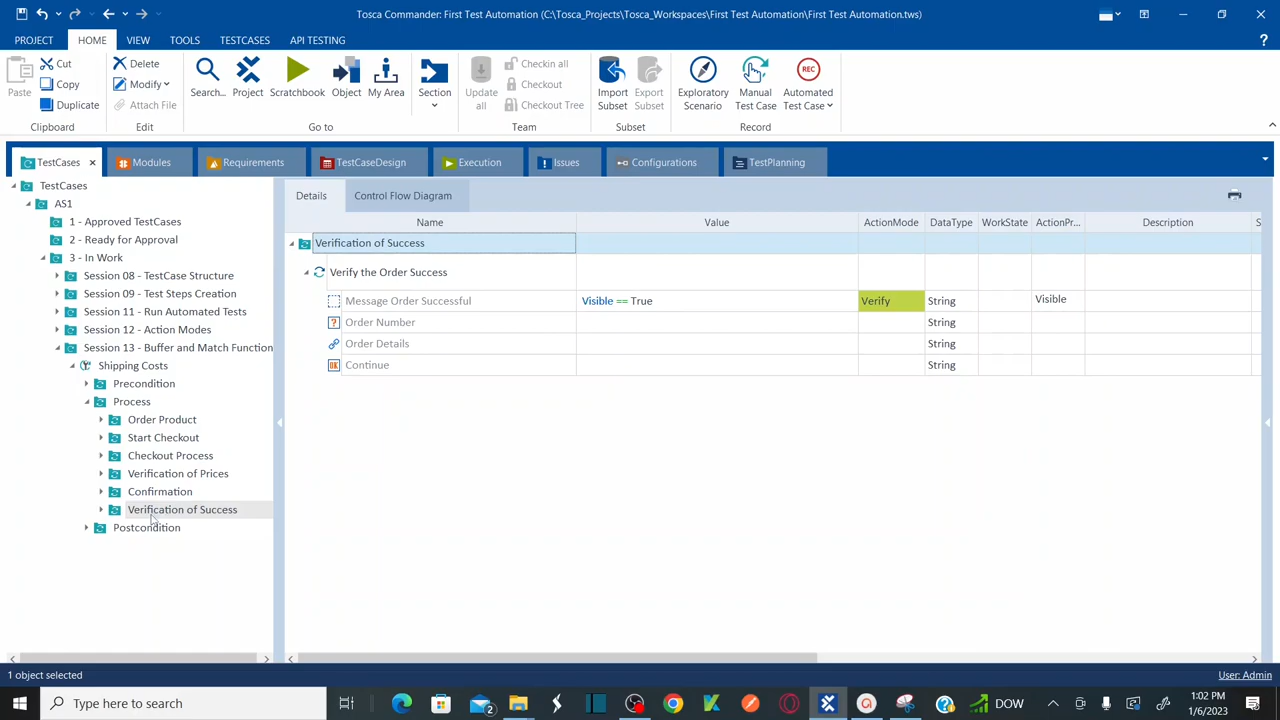 Tosca Commander: First Test Automation (C:\Tosca_Projects\Tosca_Workspaces\First Test Automation\First Test Automation.tws)
PROJECT HOME VIEW TOOLS TESTCASES API TESTING ?
Paste
Cut
Copy
Duplicate
Clipboard
Delete
Modify
Attach File
Edit
Search...
Project
Scratchbook
Object
My Area
Go to
Section
Update all
Checkin all
Checkout
Checkout Tree
Team
Import Subset
Export Subset
Subset
Exploratory Scenario
Manual Test Case
REC
Automated Test Case
Record
TestCases Modules Requirements TestCaseDesign Execution Issues Configurations TestPlanning
TestCases
AS1
1 - Approved TestCases
2 - Ready for Approval
3 - In Work
Session 08 - TestCase Structure
Session 09 - Test Steps Creation
Session 11 - Run Automated Tests
Session 12 - Action Modes
Session 13 - Buffer and Match Function
Shipping Costs
Precondition
Process
Order Product
Start Checkout
Checkout Process
Verification of Prices
Confirmation
Verification of Success
Postcondition
Details Control Flow Diagram
Name Value ActionMode DataType WorkState ActionPr... Description S
Verification of Success
Verify the Order Success
Message Order Successful Visible == True Verify String Visible
? Order Number String
Order Details String
OK Continue String
1 object selected
User: Admin
Type here to search
2
DOW
1:02 PM
1/6/2023